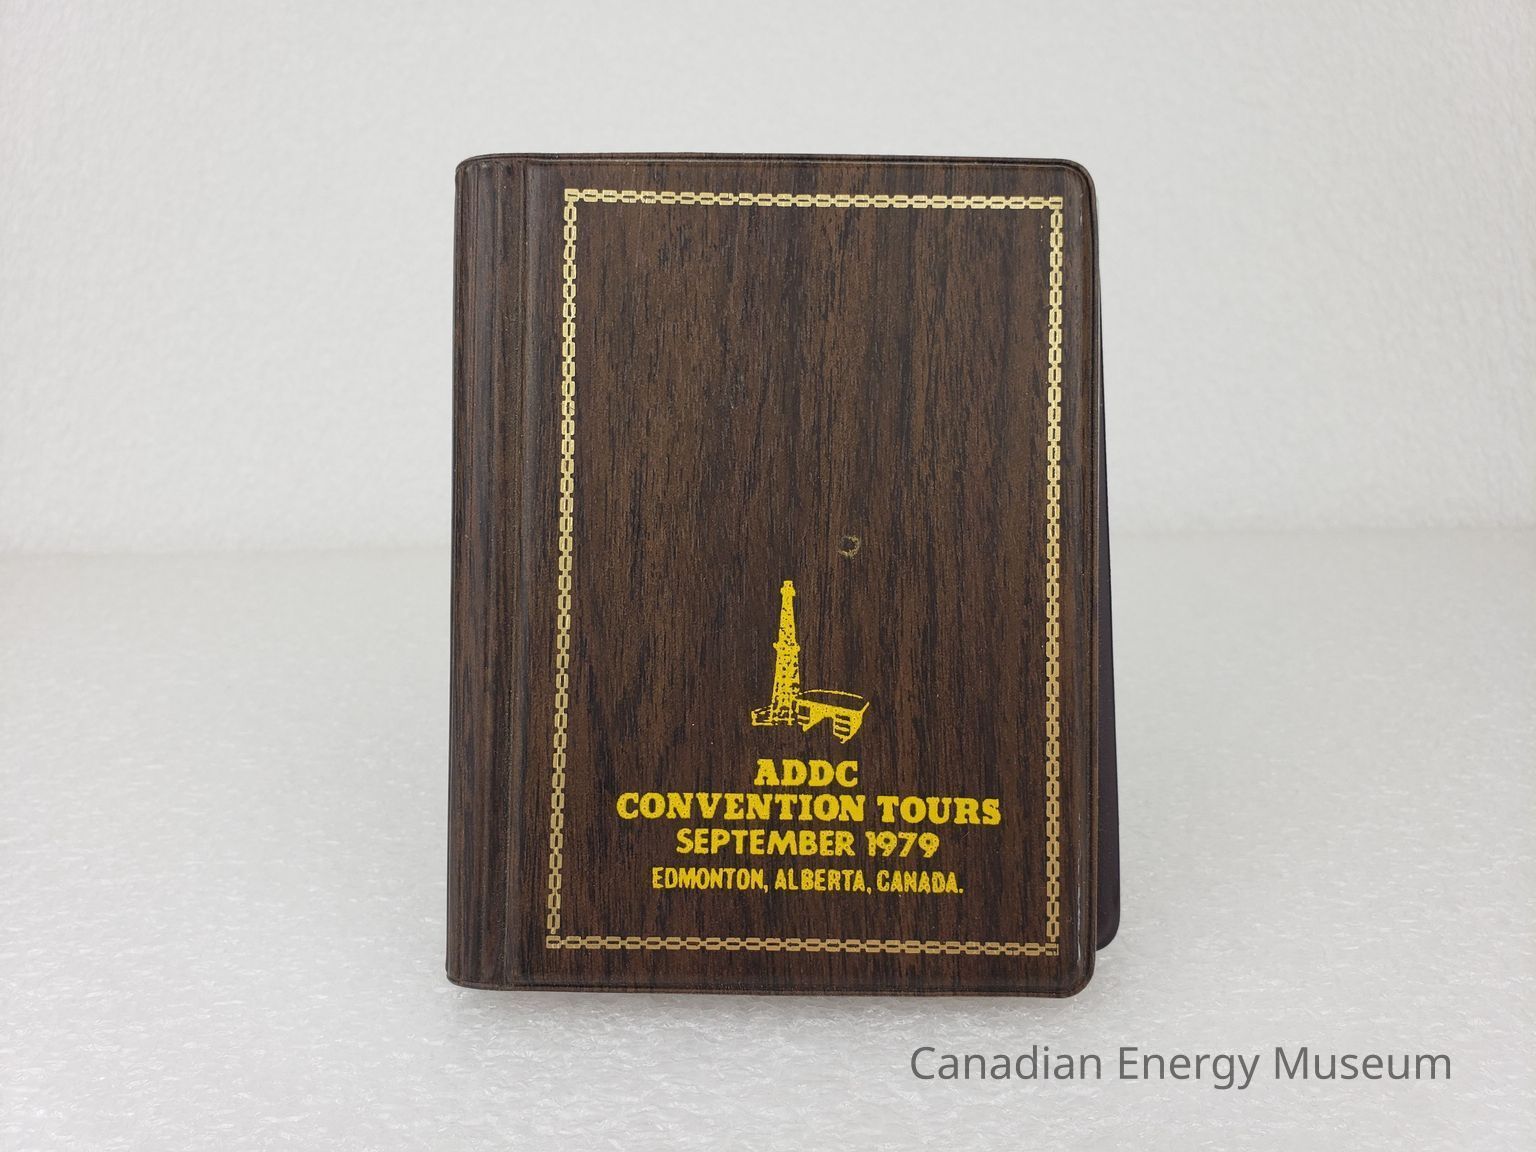 ADDC
CONVENTION TOURS
SEPTEMBER 1979
EDMONTON, ALBERTA, CANADA.
Canadian Energy Museum